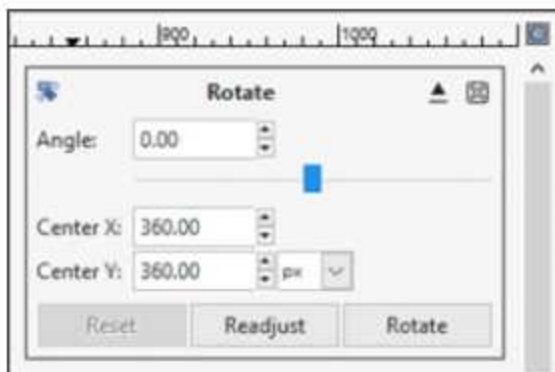 900 1000
Rotate
Angle: 0.00
Center X: 360.00
Center Y: 360.00 px
Reset Readjust Rotate